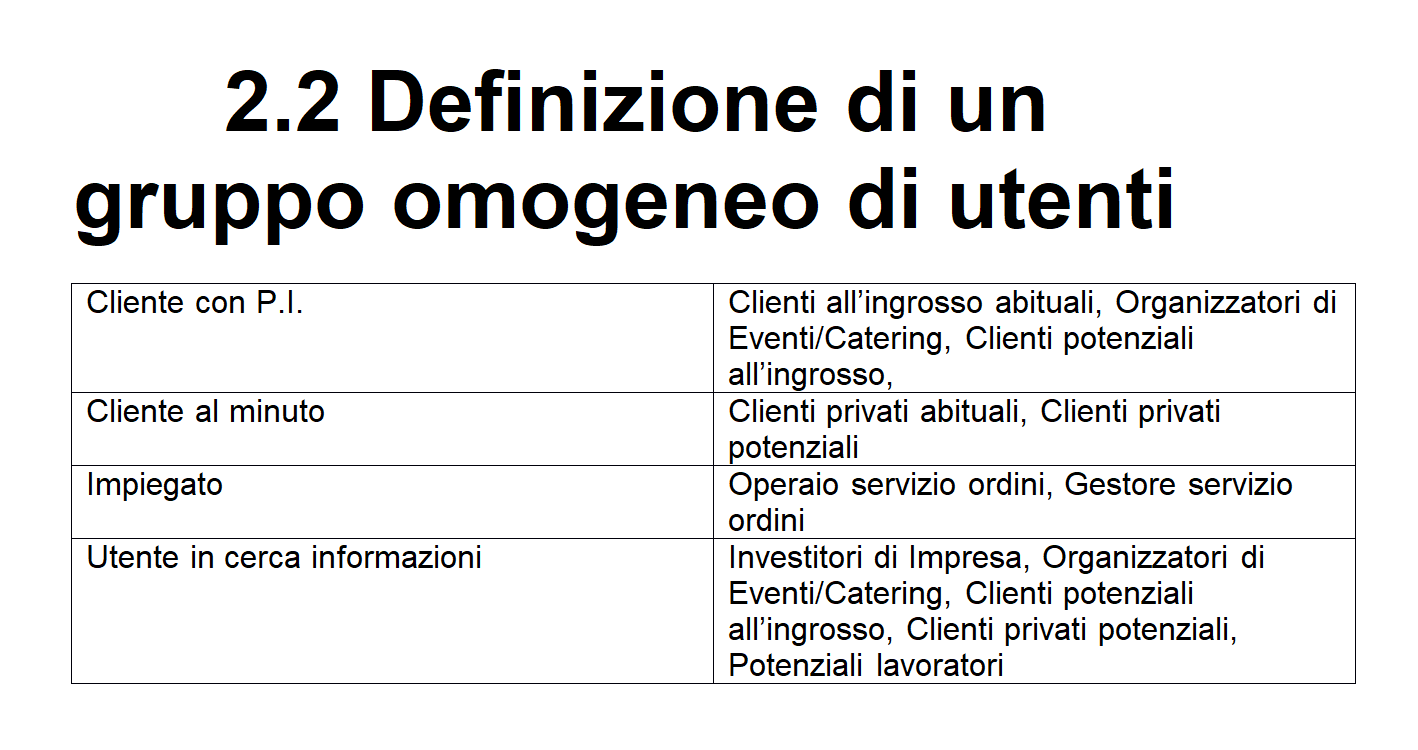 2.2 Definizione di un
gruppo omogeneo di utenti
Cliente con P.I.
Clienti all’ingrosso abituali, Organizzatori di
Eventi/Catering, Clienti potenziali
all’ingrosso,
Cliente al minuto
Clienti privati abituali, Clienti privati
potenziali
Impiegato
Operaio servizio ordini, Gestore servizio
ordini
Utente in cerca informazioni
Investitori di Impresa, Organizzatori di
Eventi/Catering, Clienti potenziali
all’ingrosso, Clienti privati potenziali,
Potenziali lavoratori